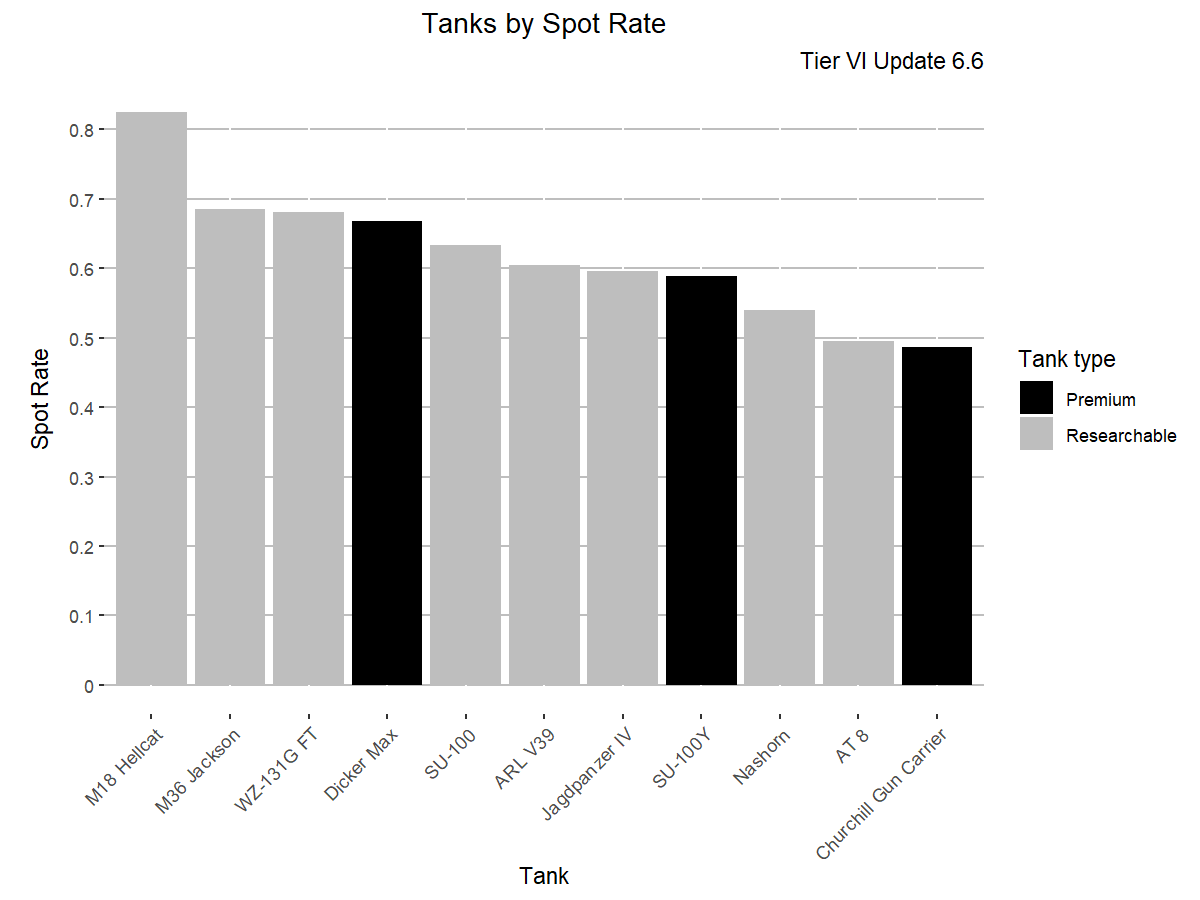 Tanks by Spot Rate
Tier VI Update 6.6
Spot Rate
0.8
0.7
0.6
0.5
0.4
0.3
0.2
0.1
0
M18 Hellcat
M36 Jackson
WZ-131G FT
Dicker Max
SU-100
ARL V39
Jagdpanzer IV
SU-100Y
Nashorn
AT 8
Churchill Gun Carrier
Tank
Tank type
Premium
Researchable